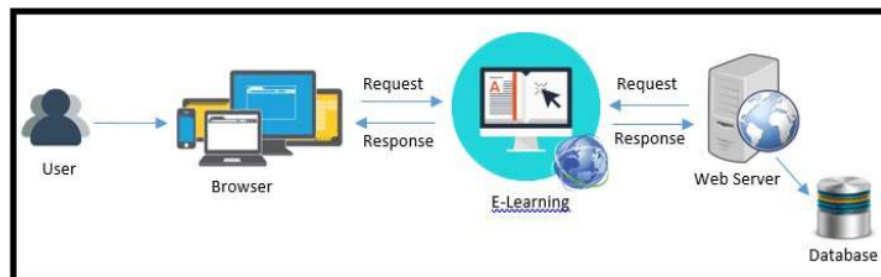 Request
Request
Response
Response
User
Browser
Web Server
E-Learning
Database
A